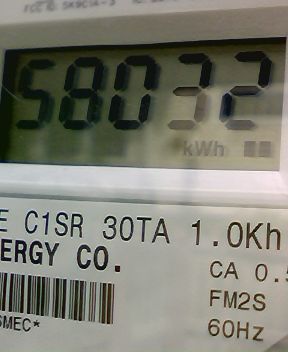 58032
kWh
E C1SR 30TA 1.0Kh
ERGY CO.
CA 0.5
FM2S
SMEC*
60Hz